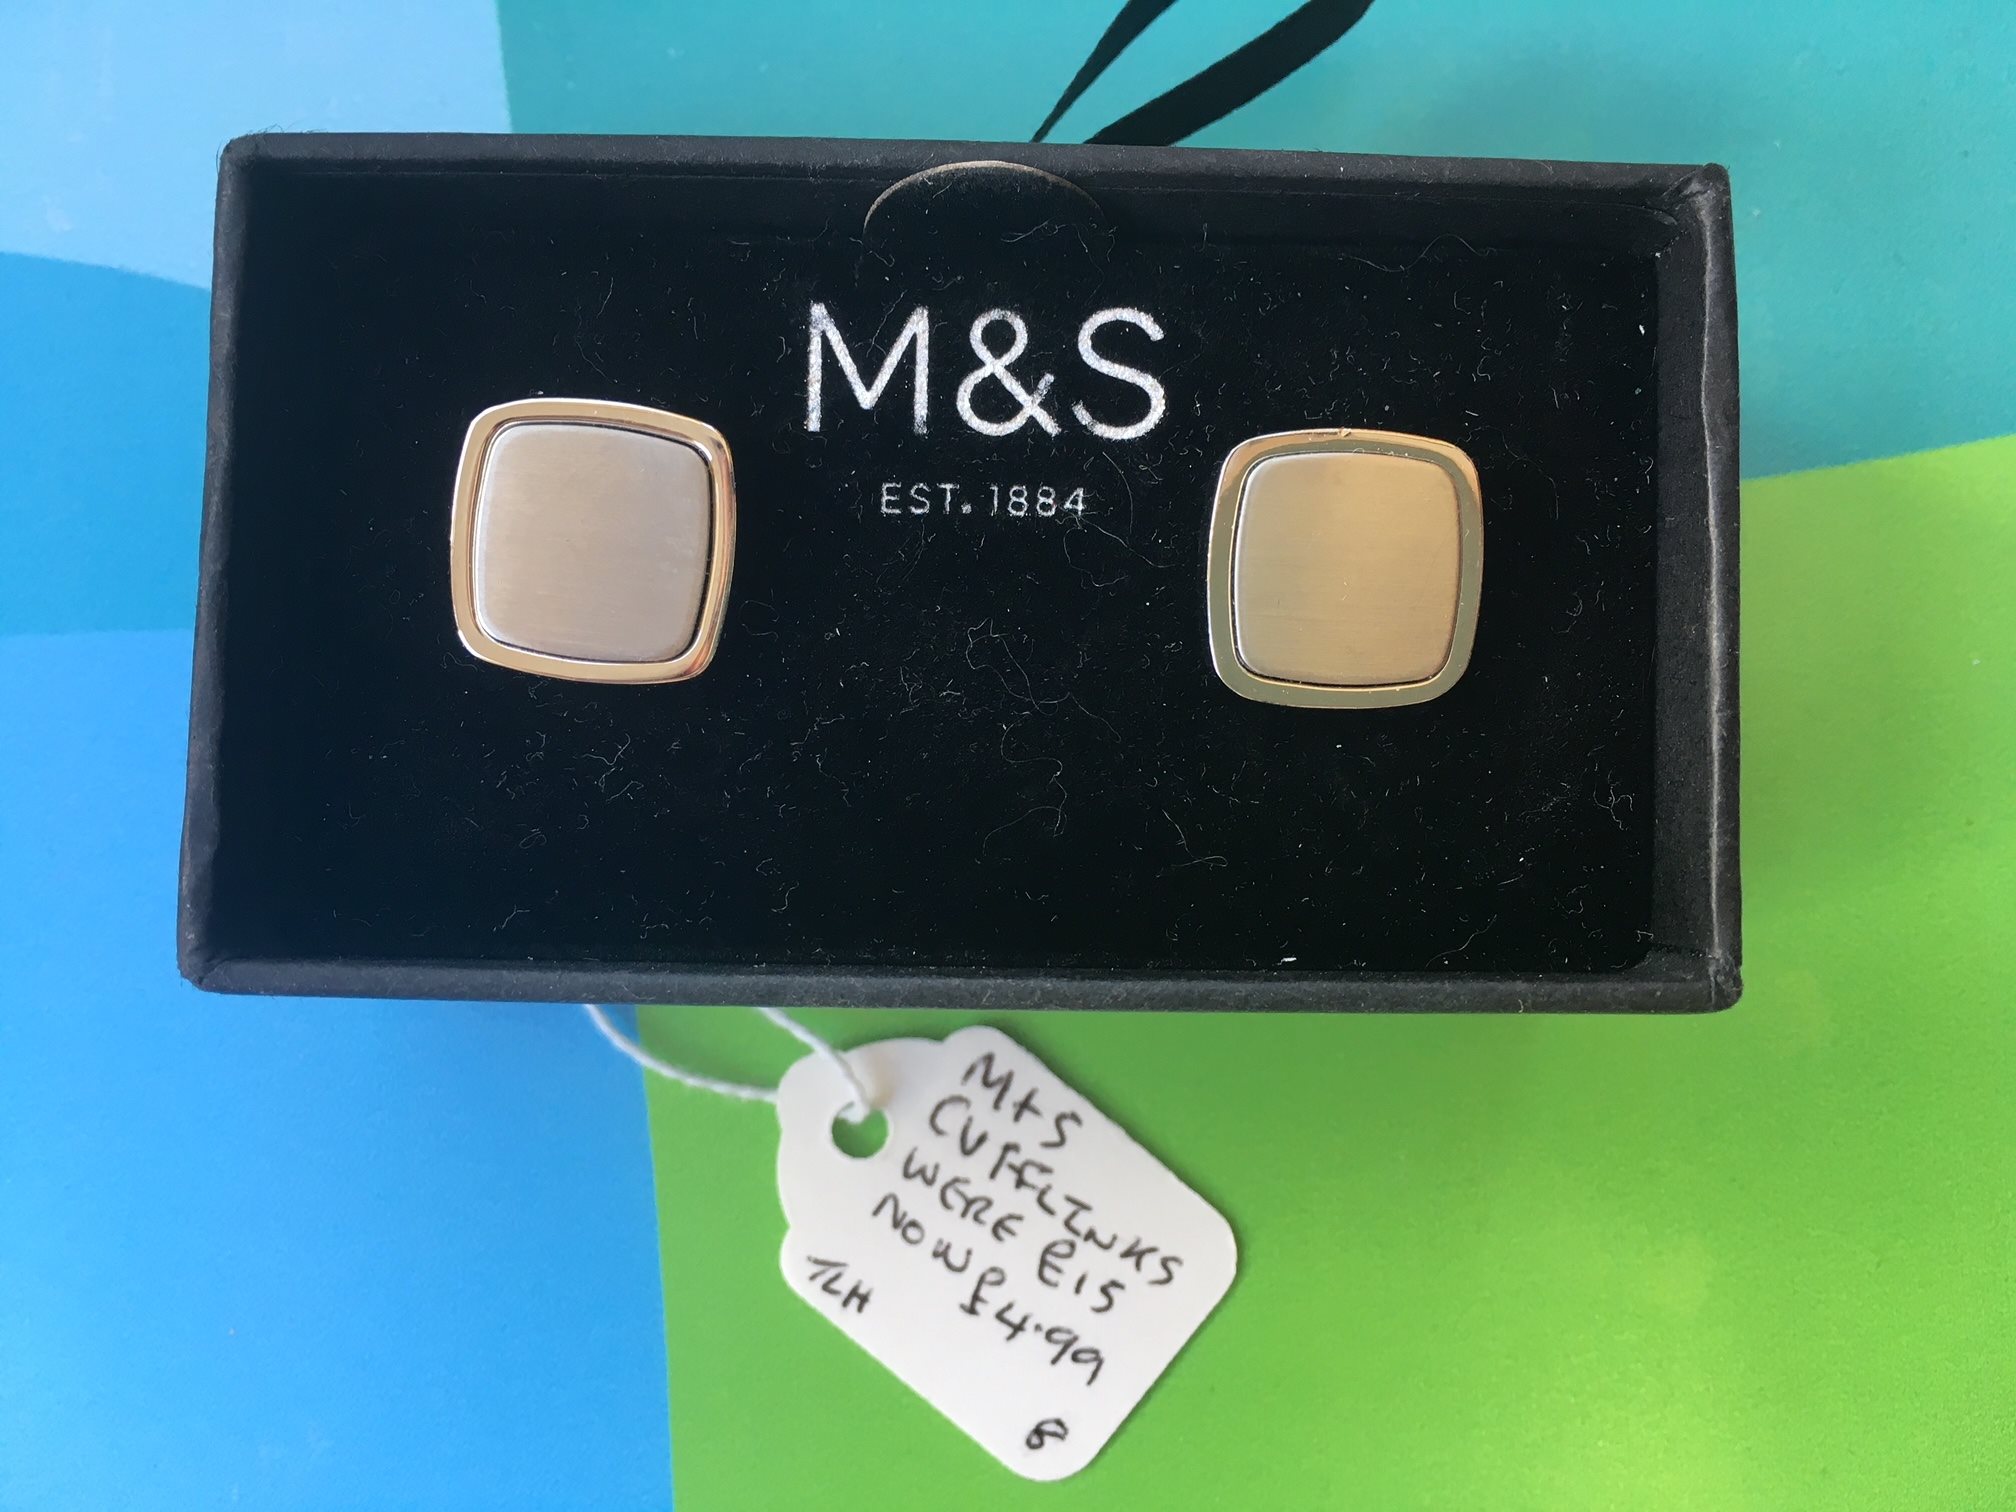 M&S
EST. 1884
M+S
CUFFLINKS
WERE £15
NOW £4.99
TLH
8